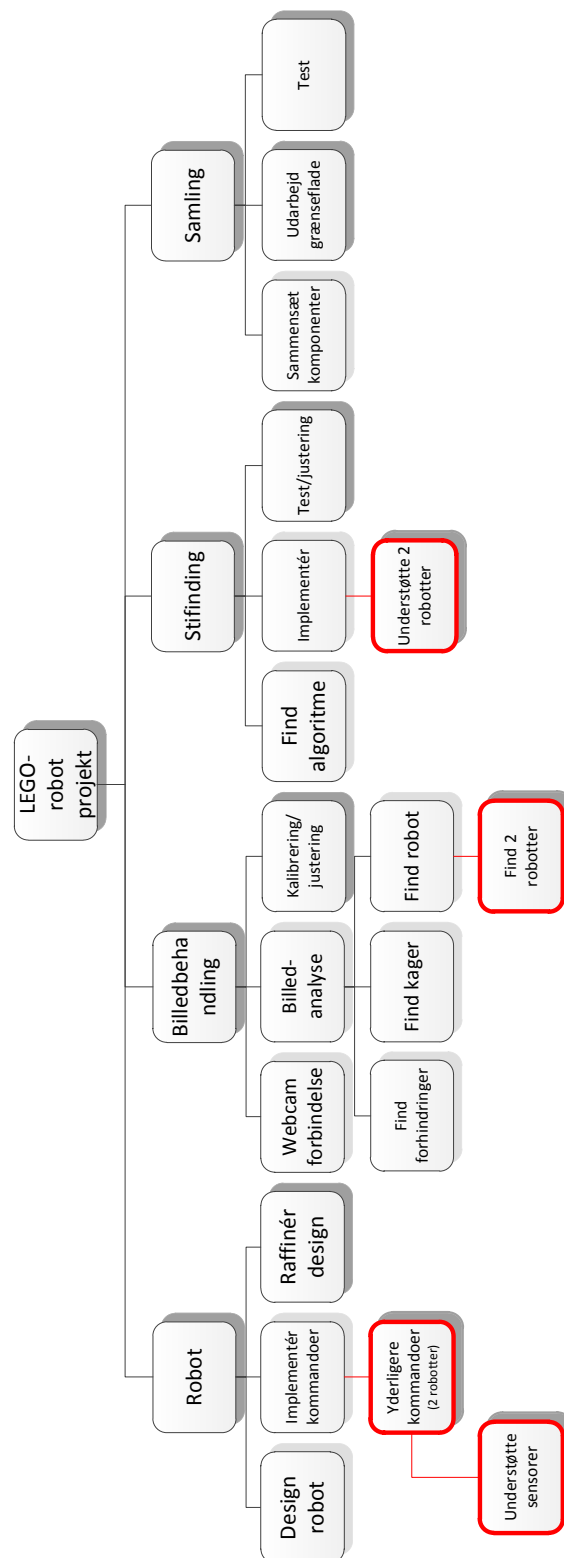 LEGO-
robot
projekt
Robot
Billedbeha
ndling
Stifinding
Samling
Design
robot
Implementér
kommandoer
Raffinér
design
Webcam
forbindelse
Billed-
analyse
Kalibrering/
justering
Find
algoritme
Implementér
Test/justering
Sammensæt
komponenter
Udarbejd
grænseflade
Test
Yderligere
kommandoer
(2 robotter)
Find
forhindringer
Find kager
Find robot
Understøtte 2
robotter
Understøtte
sensorer
Find 2
robotter